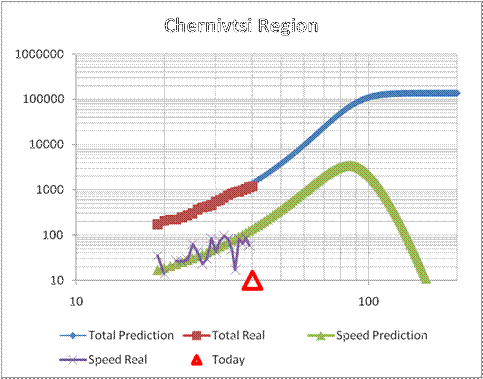 Chernivtsi Region
1000000
100000
10000
1000
100
10
10 100
Total Prediction Total Real Speed Prediction
Speed Real Today